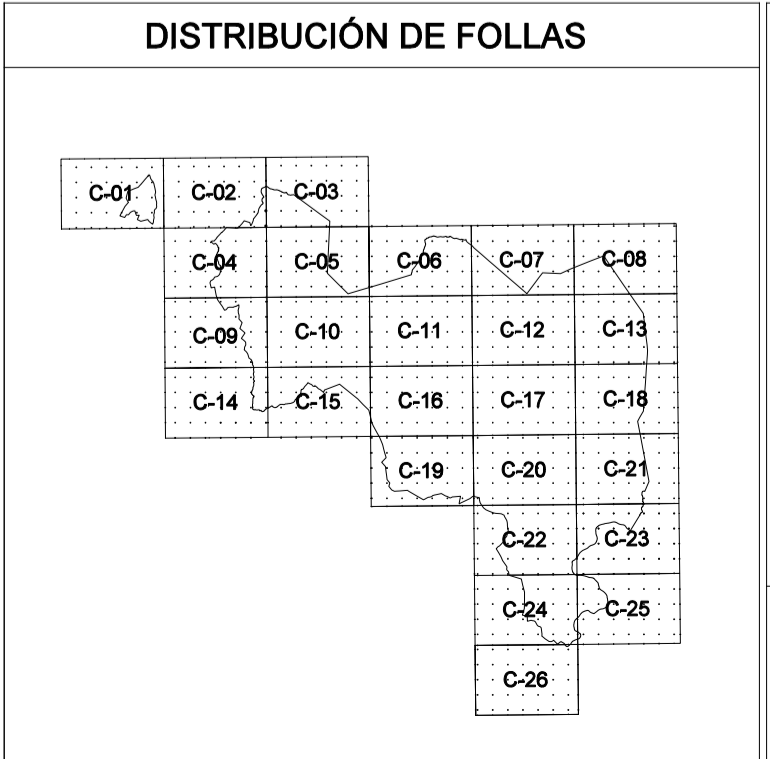 DISTRIBUCIÓN DE FOLLAS
C-01 C-02 C-03
C-04 C-05 C-06 C-07 C-08
C-09 C-10 C-11 C-12 C-13
C-14 C-15 C-16 C-17 C-18
C-19 C-20 C-21
C-22 C-23
C-24 C-25
C-26